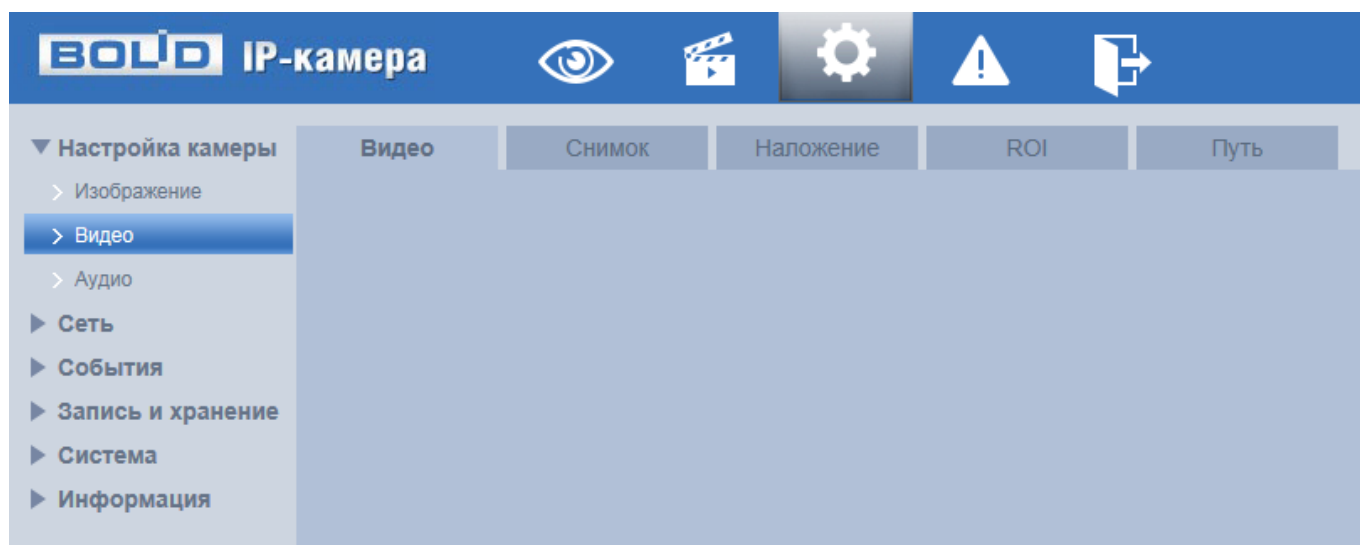 BOLID IP-камера
Настройка камеры
Видео Снимок Наложение ROI Путь
Изображение
Видео
Аудио
Сеть
События
Запись и хранение
Система
Информация